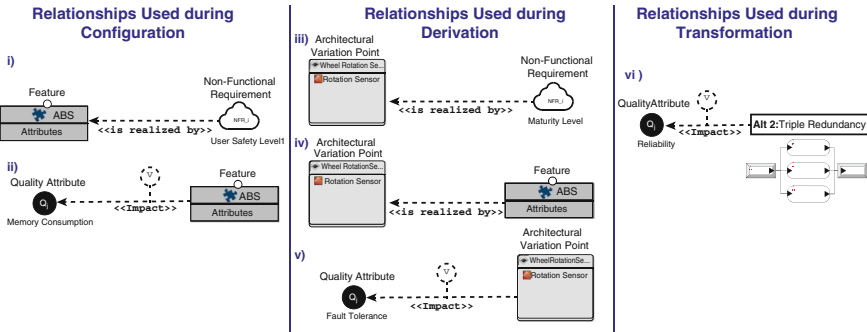 Relationships Used during
Configuration
i)
Feature
ABS
Attributes
<<is realized by>>
Non-Functional
Requirement
NFR_i
User Safety Level1
ii)
Quality Attribute
Qi
Memory Consumption
∇
<<Impact>>
Feature
ABS
Attributes
Relationships Used during
Derivation
iii)
Architectural
Variation Point
Wheel Rotation Se...
Rotation Sensor
<<is realized by>>
Non-Functional
Requirement
NFR_i
Maturity Level
iv)
Architectural
Variation Point
Wheel RotationSe...
Rotation Sensor
<<is realized by>>
Feature
ABS
Attributes
v)
Quality Attribute
Qi
Fault Tolerance
∇
<<Impact>>
Architectural
Variation Point
WheelRotationSe...
Rotation Sensor
Relationships Used during
Transformation
vi )
QualityAttribute
Qi
Reliability
∇
<<Impact>>
Alt 2:Triple Redundancy